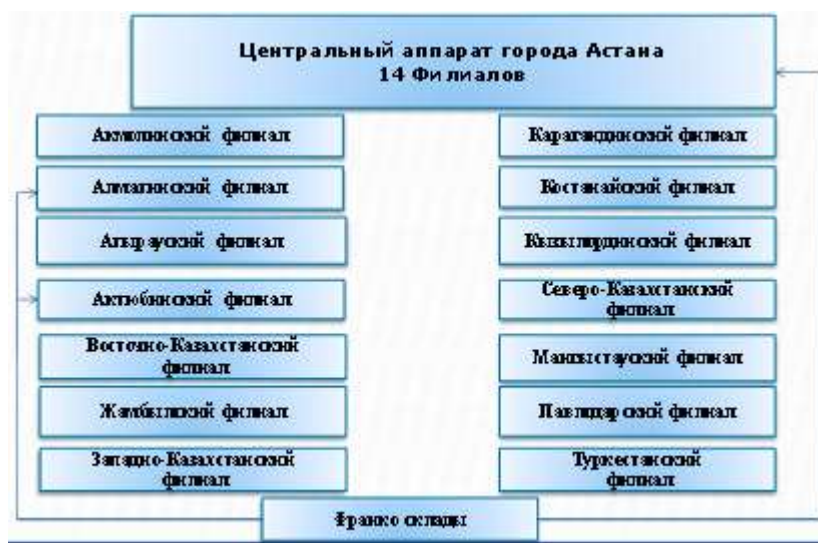 Центральный аппарат города Астана
14 Филиалов
Акмолинский филиал
Алматинский филиал
Атырауский филиал
Актюбинский филиал
Восточно-Казахстанский
филиал
Жамбылский филиал
Западно-Казахстанский
филиал
Карагандинский филиал
Костанайский филиал
Кызылординский филиал
Северо-Казахстанский
филиал
Мангыстауский филиал
Павлодарский филиал
Туркестанский
филиал
Франко склады